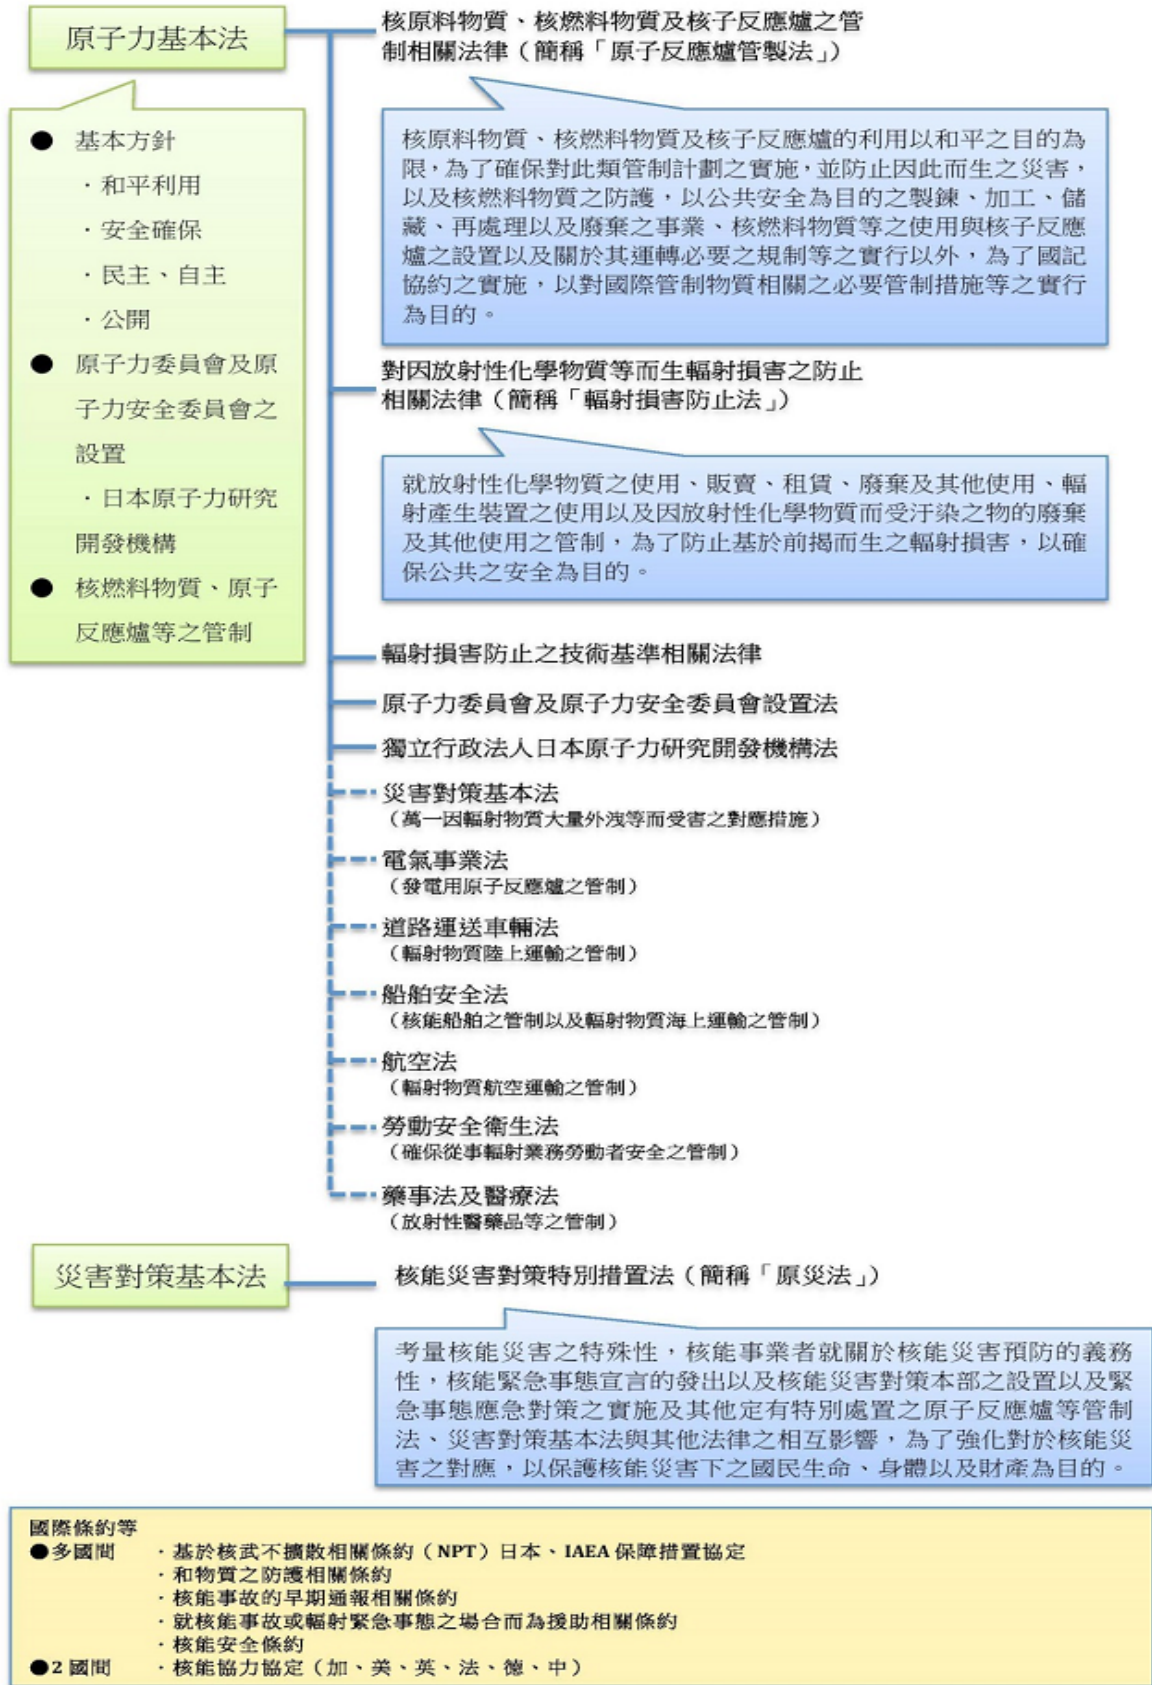 原子力基本法
● 基本方針
．和平利用
．安全確保
．民主、自主
．公開
● 原子力委員會及原
子力安全委員會之
設置
．日本原子力研究
開發機構
● 核燃料物質、原子
反應爐等之管制
核原料物質、核燃料物質及核子反應爐之管
制相關法律（簡稱「原子反應爐管製法」）
核原料物質、核燃料物質及核子反應爐的利用以和平之目的為
限，為了確保對此類管制計劃之實施，並防止因此而生之災害，
以及核燃料物質之防護，以公共安全為目的之製鍊、加工、儲
藏、再處理以及廢棄之事業、核燃料物質等之使用與核子反應
爐之設置以及關於其運轉必要之規制等之實行以外，為了國記
協約之實施，以對國際管制物質相關之必要管制措施等之實行
為目的。
對因放射性化學物質等而生輻射損害之防止
相關法律（簡稱「輻射損害防止法」）
就放射性化學物質之使用、販賣、租賃、廢棄及其他使用、輻
射產生裝置之使用以及因放射性化學物質而受汙染之物的廢棄
及其他使用之管制，為了防止基於前揭而生之輻射損害，以確
保公共之安全為目的。
輻射損害防止之技術基準相關法律
原子力委員會及原子力安全委員會設置法
獨立行政法人日本原子力研究開發機構法
災害對策基本法
（萬一因輻射物質大量外洩等而受害之對應措施）
電氣事業法
（發電用原子反應爐之管制）
道路運送車輛法
（輻射物質陸上運輸之管制）
船舶安全法
（核能船舶之管制以及輻射物質海上運輸之管制）
航空法
（輻射物質航空運輸之管制）
勞動安全衛生法
（確保從事輻射業務勞動者安全之管制）
藥事法及醫療法
（放射性醫藥品等之管制）
災害對策基本法
核能災害對策特別措置法（簡稱「原災法」）
考量核能災害之特殊性，核能事業者就關於核能災害預防的義務
性，核能緊急事態宣言的發出以及核能災害對策本部之設置以及緊
急事態應急對策之實施及其他定有特別處置之原子反應爐等管制
法、災害對策基本法與其他法律之相互影響，為了強化對於核能災
害之對應，以保護核能災害下之國民生命、身體以及財產為目的。
國際條約等
●多國間 ．基於核武不擴散相關條約（NPT）日本、IAEA 保障措置協定
．和物質之防護相關條約
．核能事故的早期通報相關條約
．就核能事故或輻射緊急事態之場合而為援助相關條約
．核能安全條約
●2 國間 ．核能協力協定（加、美、英、法、德、中）